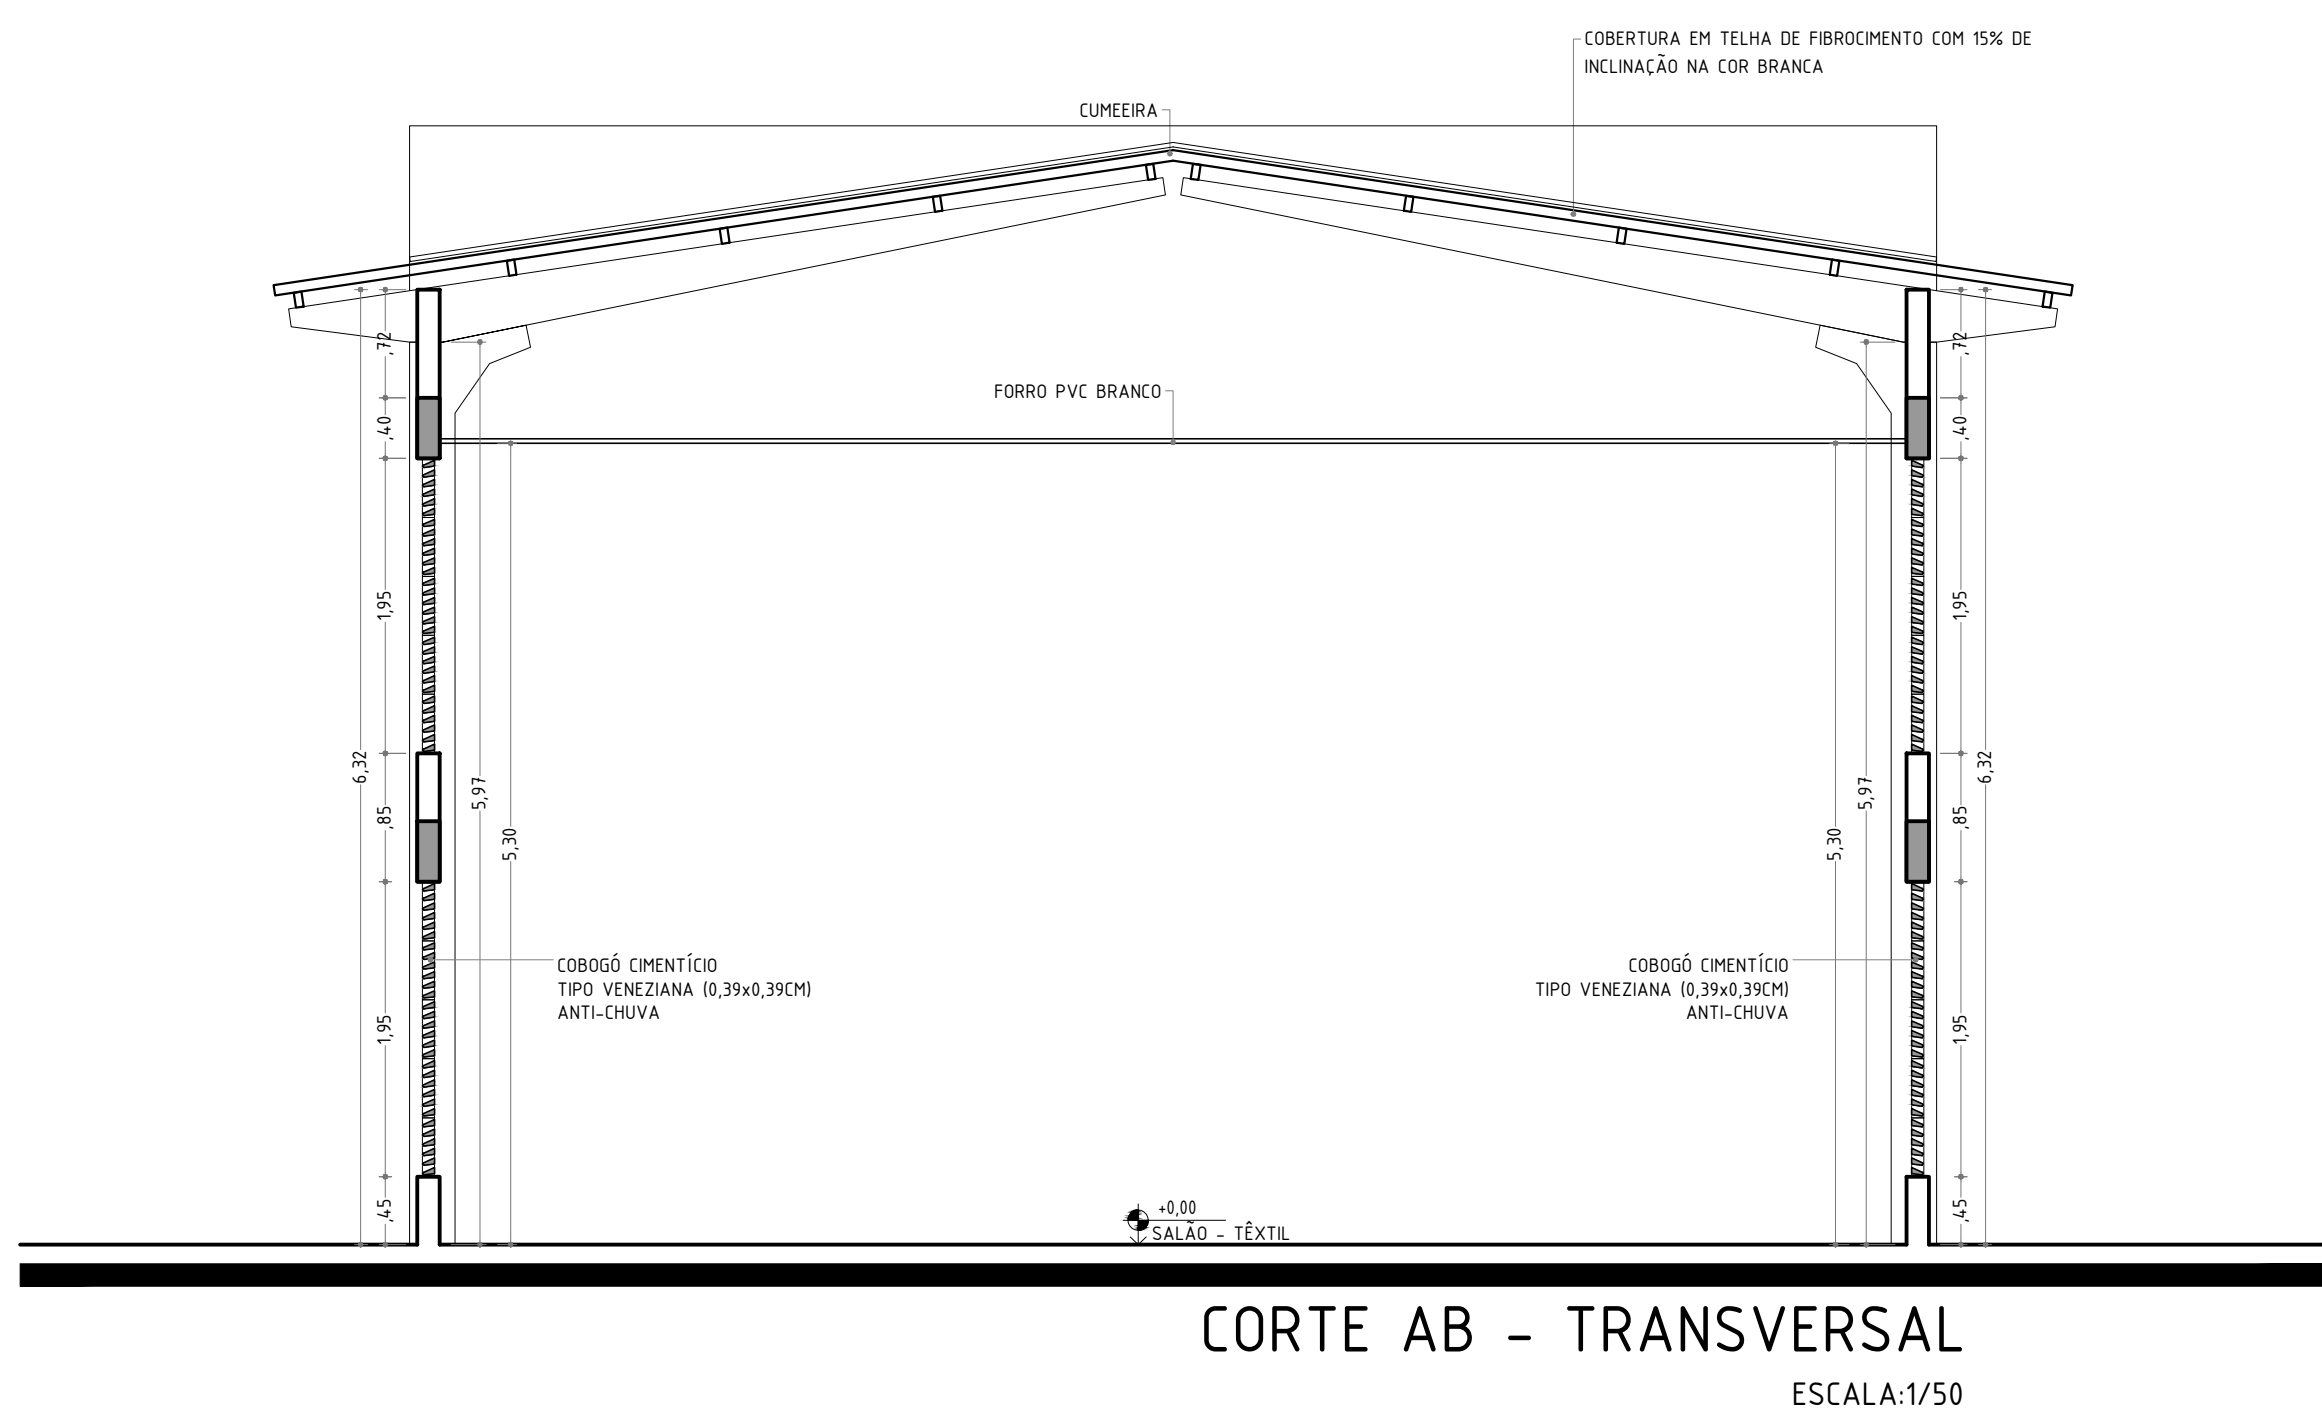 COBERTURA EM TELHA DE FIBROCIMENTO COM 15% DE
INCLINAÇÃO NA COR BRANCA
CUMEEIRA
,72
,72
FORRO PVC BRANCO
,40
,40
1,95
1,95
6,32
5,97
5,97
6,32
,85
5,30
5,30
,85
COBOGÓ CIMENTÍCIO
TIPO VENEZIANA (0,39x0,39CM)
ANTI-CHUVA
COBOGÓ CIMENTÍCIO
TIPO VENEZIANA (0,39x0,39CM)
ANTI-CHUVA
1,95
1,95
,45
,45
+0,00
SALÃO - TÊXTIL
CORTE AB - TRANSVERSAL
ESCALA:1/50